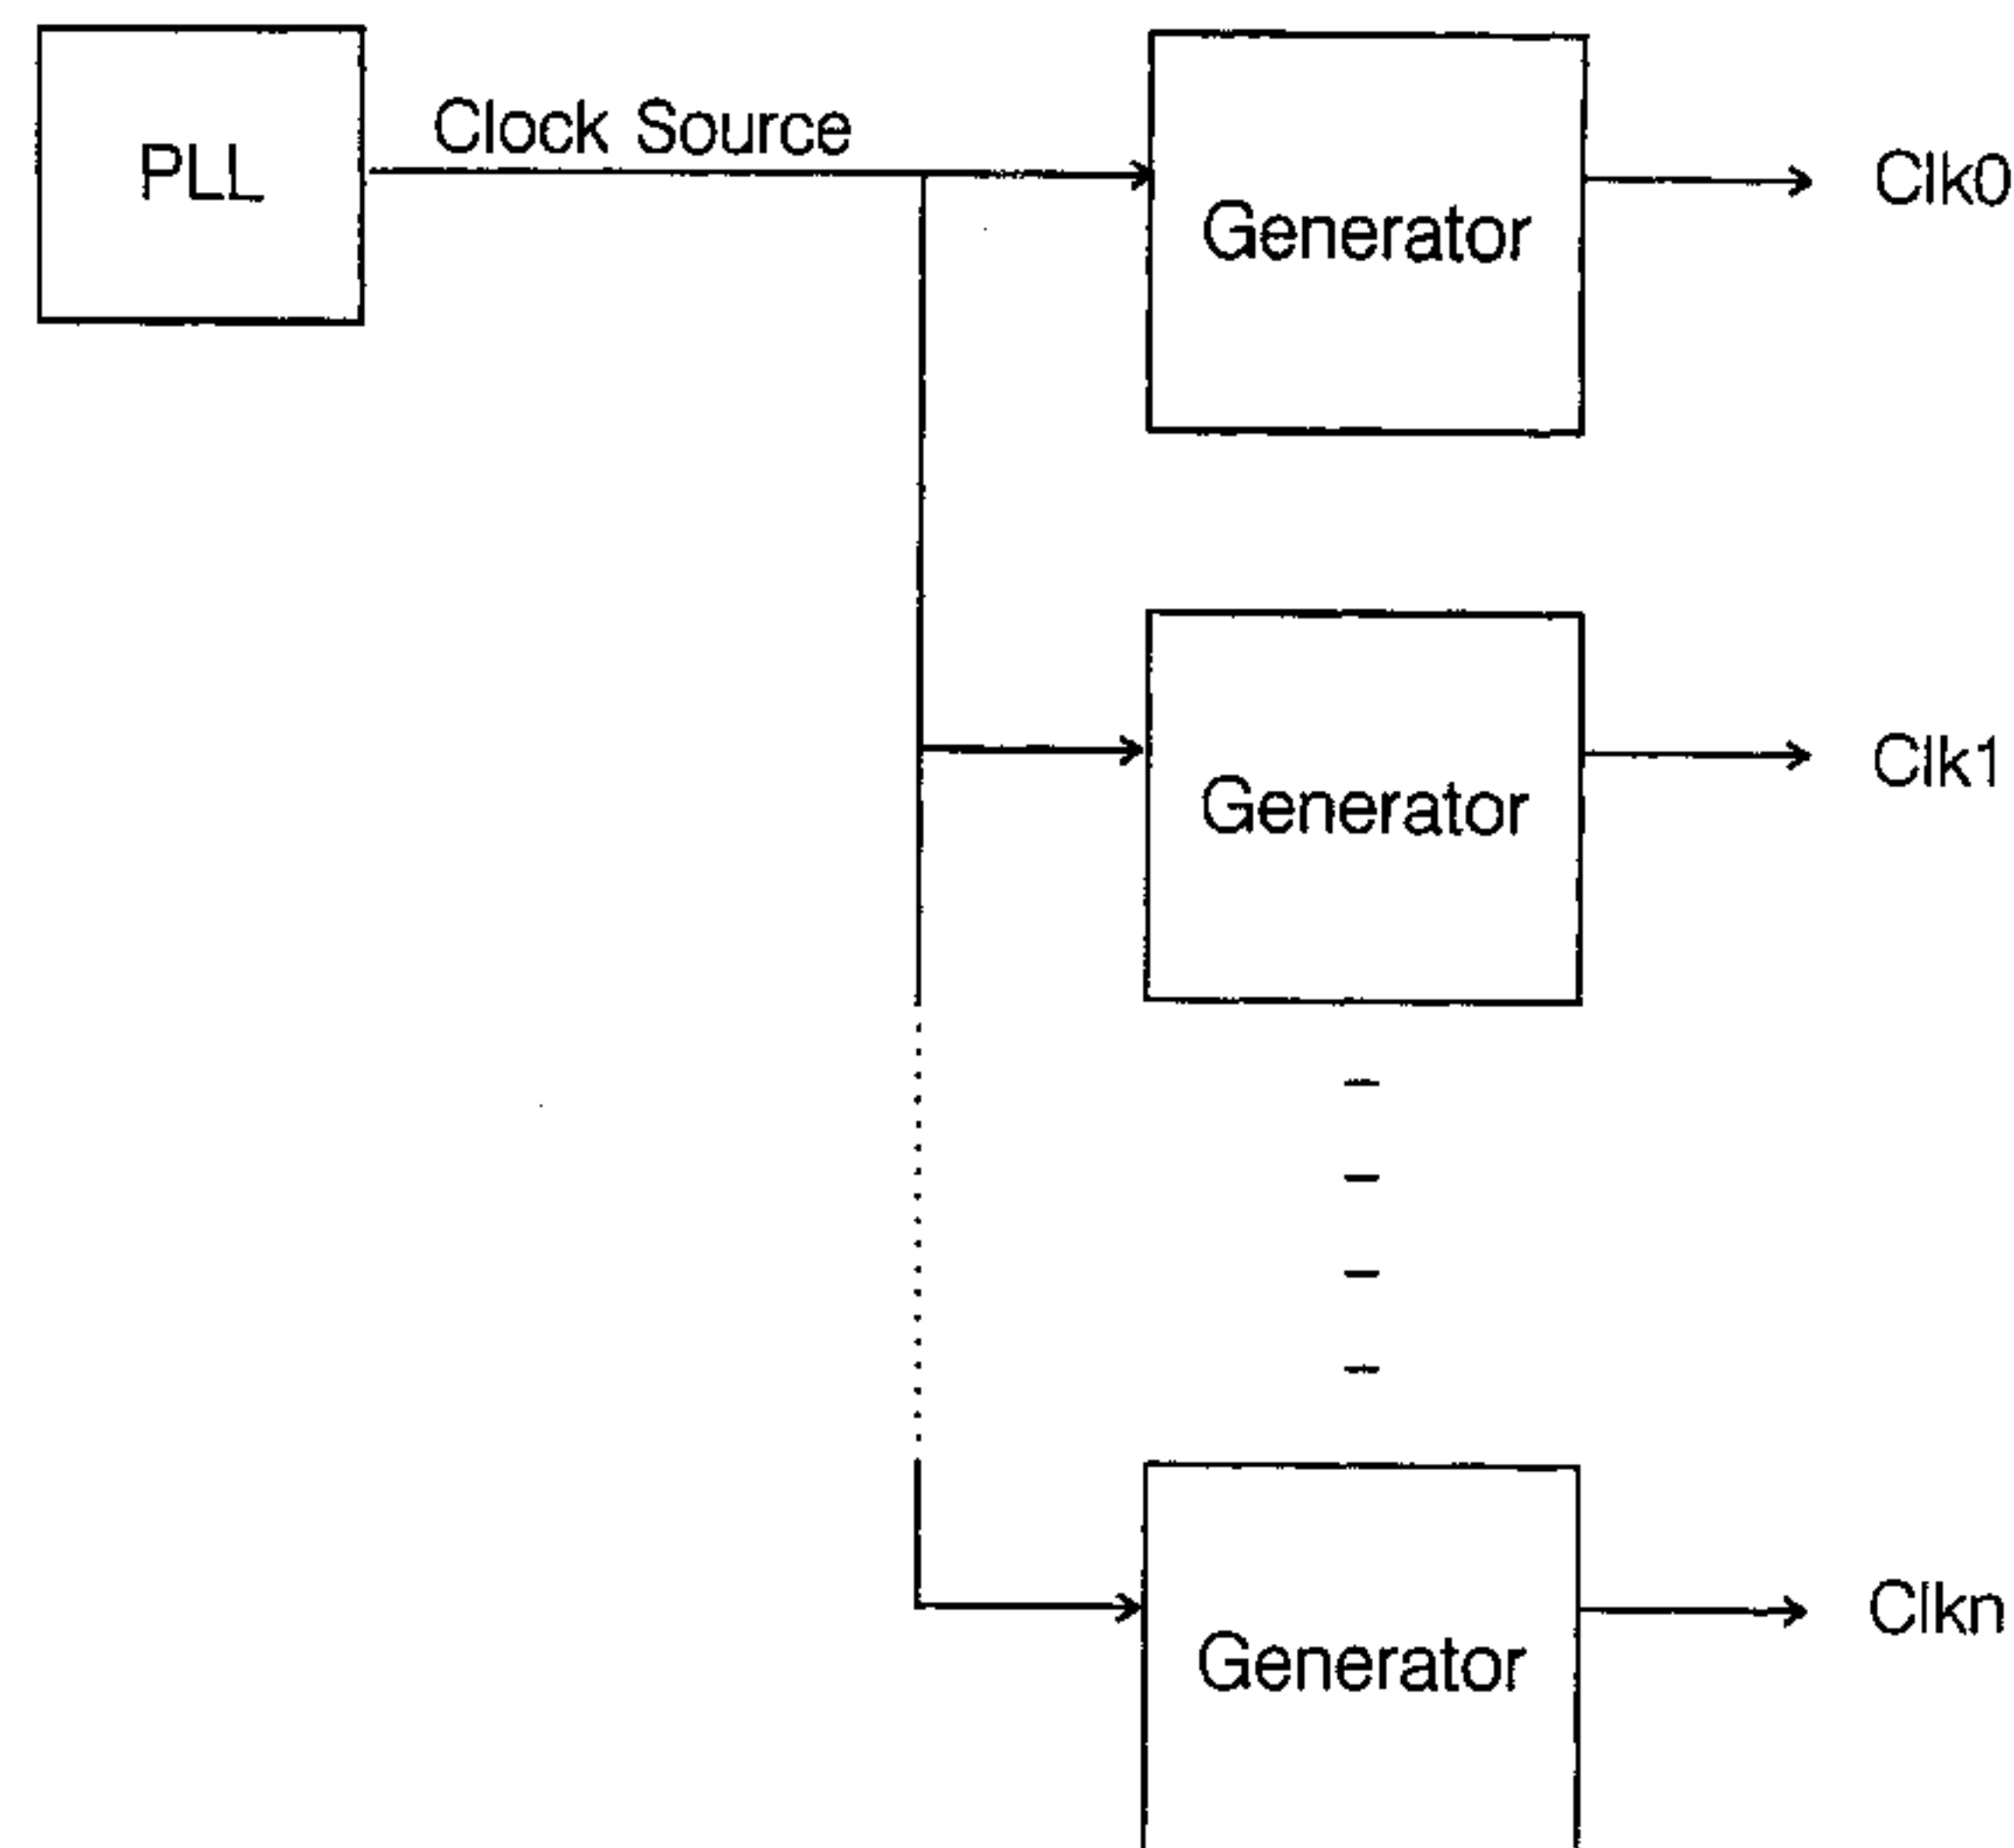 PLL
Clock Source
Generator
Clk0
Generator
Clk1
Generator
Clkn